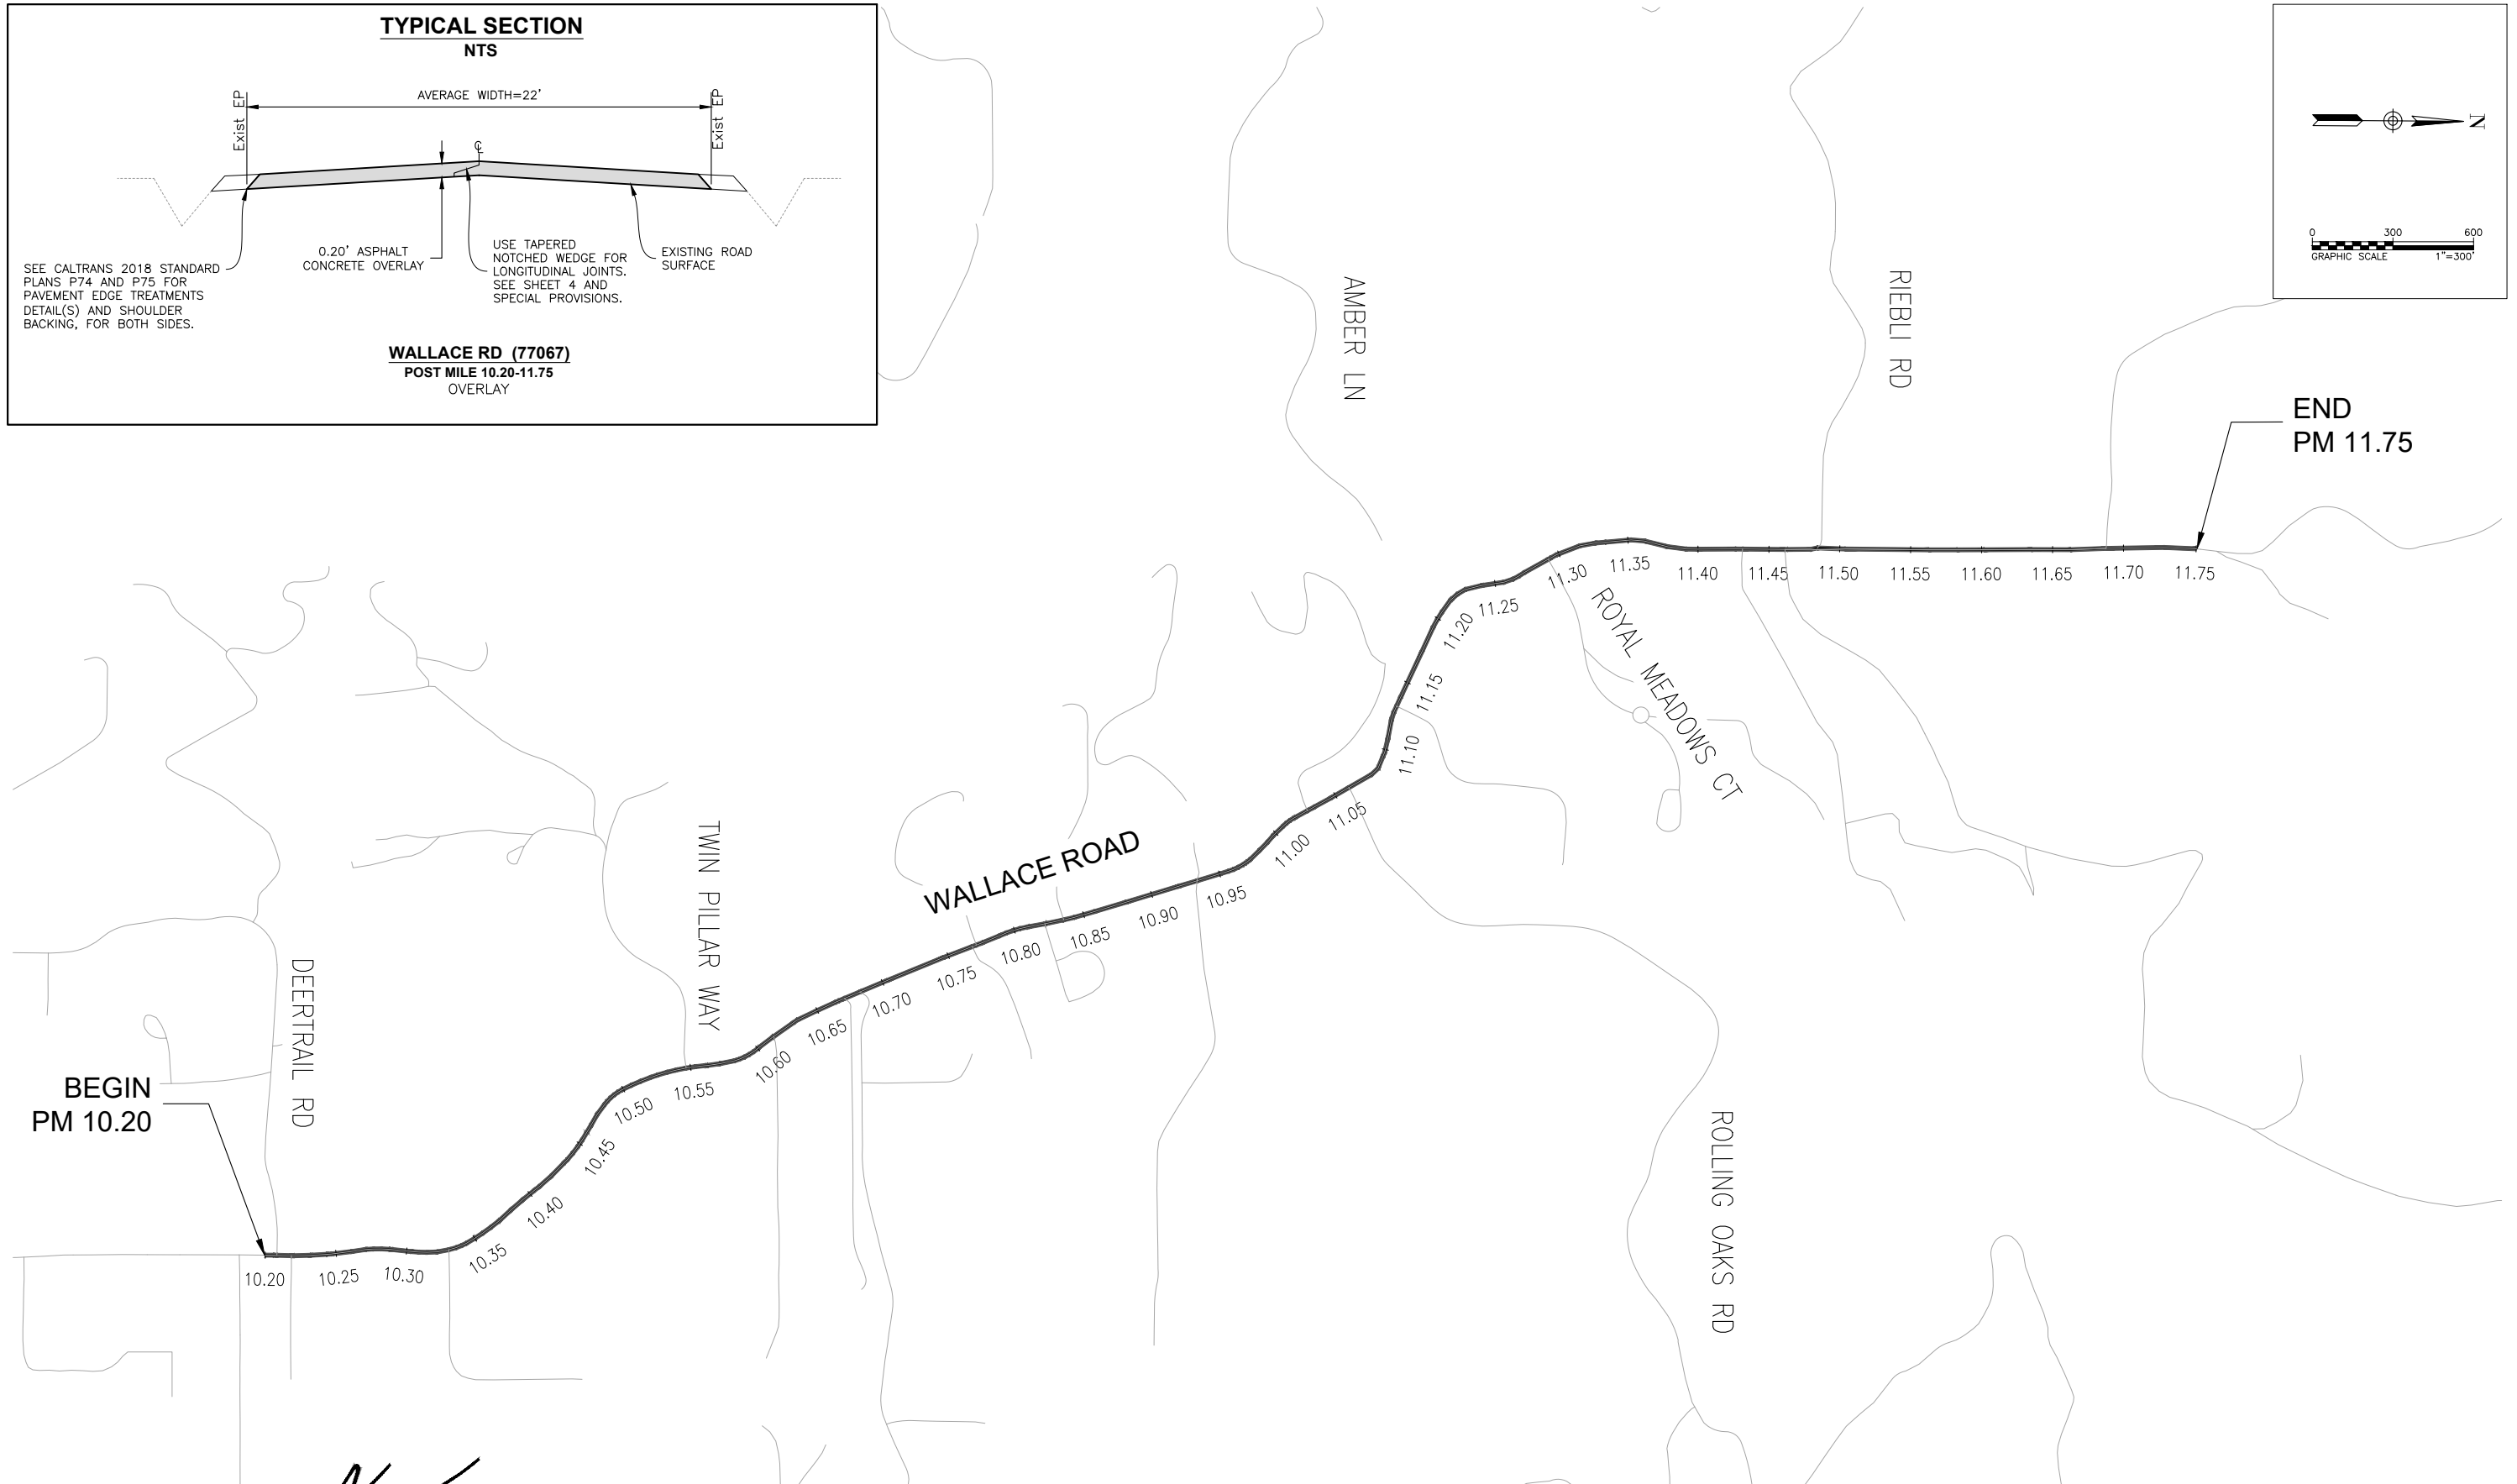 TYPICAL SECTION
NTS
Exist EP
AVERAGE WIDTH=22'
Exist EP
℄
SEE CALTRANS 2018 STANDARD
PLANS P74 AND P75 FOR
PAVEMENT EDGE TREATMENTS
DETAIL(S) AND SHOULDER
BACKING, FOR BOTH SIDES.
0.20' ASPHALT
CONCRETE OVERLAY
USE TAPERED
NOTCHED WEDGE FOR
LONGITUDINAL JOINTS.
SEE SHEET 4 AND
SPECIAL PROVISIONS.
EXISTING ROAD
SURFACE
WALLACE RD (77067)
POST MILE 10.20-11.75
OVERLAY
N
0 300 600
GRAPHIC SCALE 1"=300'
AMBER LN
RIEBLI RD
END
PM 11.75
ROYAL MEADOWS CT
WALLACE ROAD
TWIN PILLAR WAY
DEERTRAIL RD
ROLLING OAKS RD
BEGIN
PM 10.20
10.20
10.25
10.30
10.35
10.40
10.45
10.50
10.55
10.60
10.65
10.70
10.75
10.80
10.85
10.90
10.95
11.00
11.05
11.10
11.15
11.20
11.25
11.30
11.35
11.40
11.45
11.50
11.55
11.60
11.65
11.70
11.75